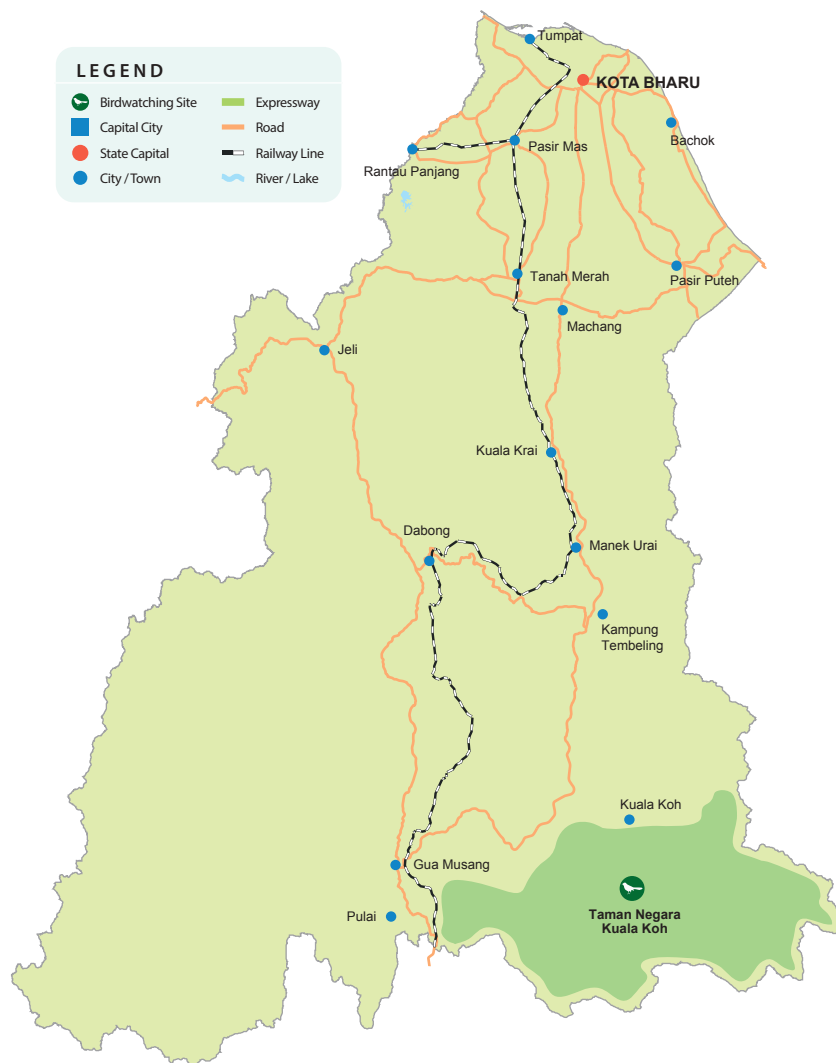 LEGEND
Birdwatching Site
Capital City
State Capital
City / Town
Expressway
Road
Railway Line
River / Lake
Tumpat
KOTA BHARU
Bachok
Pasir Mas
Rantau Panjang
Tanah Merah
Pasir Puteh
Machang
Jeli
Kuala Krai
Dabong
Manek Urai
Kampung
Tembeling
Kuala Koh
Gua Musang
Taman Negara
Kuala Koh
Pulai